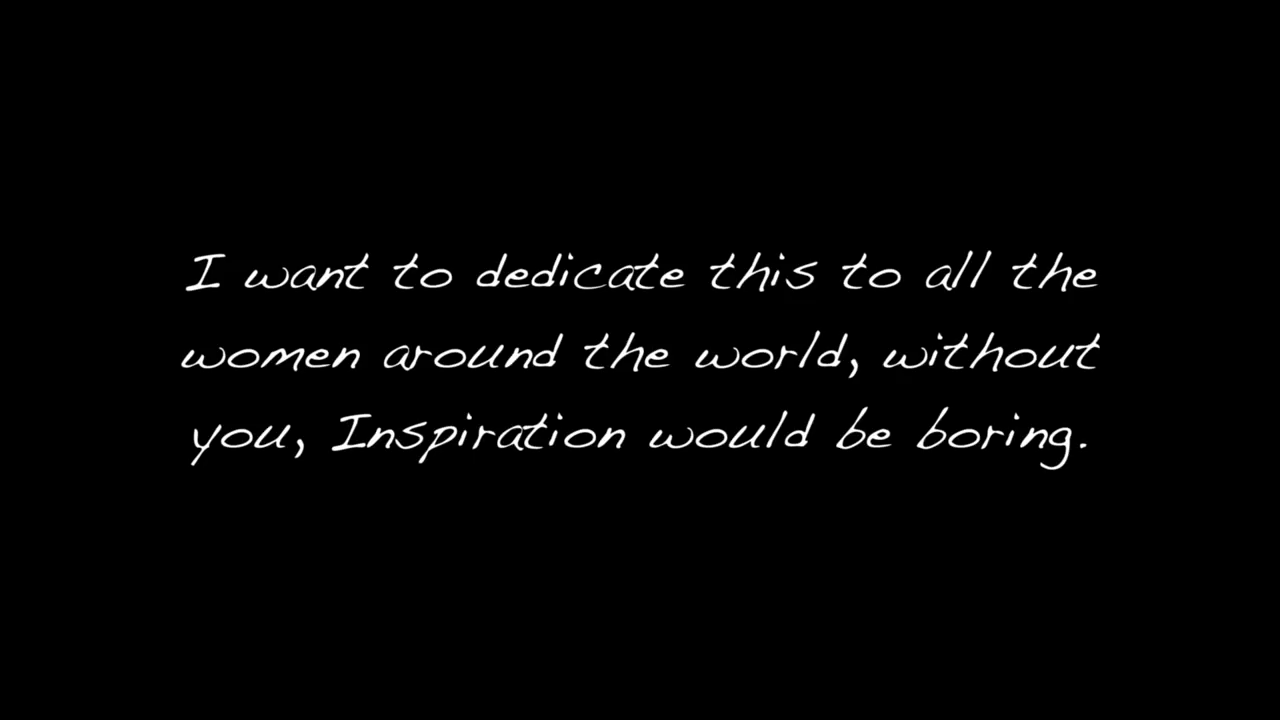 I want to dedicate this to all the
women around the world, without
you, Inspiration would be boring.